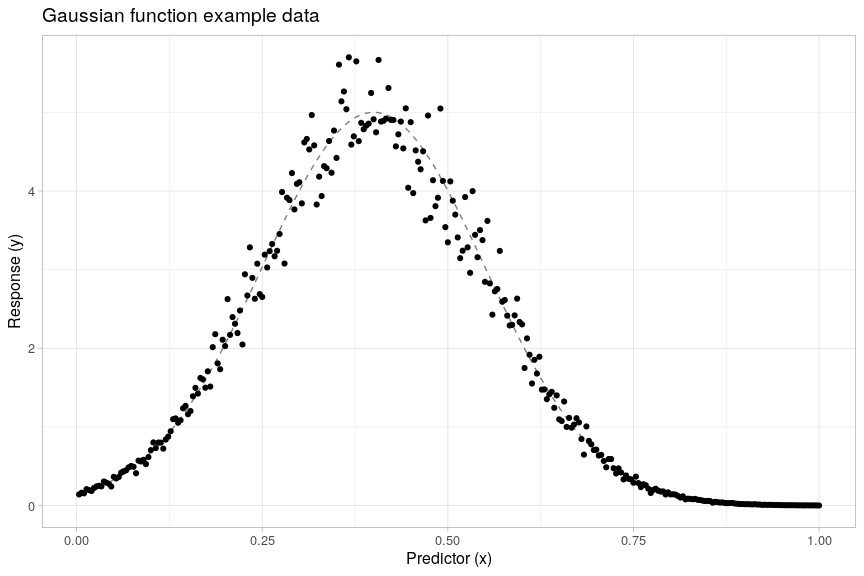 Gaussian function example data
Response (y)
4
2
0
0.00 0.25 0.50 0.75 1.00
Predictor (x)